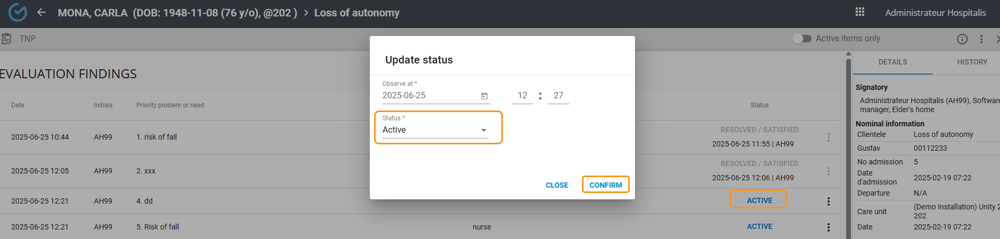 MONA, CARLA (DOB: 1948-11-08 (76 y/o), @202 ) > Loss of autonomy
Administrateur Hospitalis
TNP
Active items only
EVALUATION FINDINGS
Date Initials Priority problem or need Status
2025-06-25 10:44 AH99 1. risk of fall RESOLVED / SATISFIED
2025-06-25 11:55 | AH99
2025-06-25 12:05 AH99 2. xxx RESOLVED / SATISFIED
2025-06-25 12:06 | AH99
2025-06-25 12:21 AH99 4. dd ACTIVE
2025-06-25 12:21 AH99 5. Risk of fall nurse ACTIVE
Update status
Observe at *
2025-06-25 12 : 27
Status *
Active
CLOSE CONFIRM
DETAILS HISTORY
Signatory
Administrateur Hospitalis (AH99), Software
manager, Elder's home
Nominal information
Clientele Loss of autonomy
Gustav 00112233
No admission 5
Date
d'admission 2025-02-19 07:22
Departure N/A
Care unit (Demo Installation) Unity 2
202
Date 2025-02-19 07:22